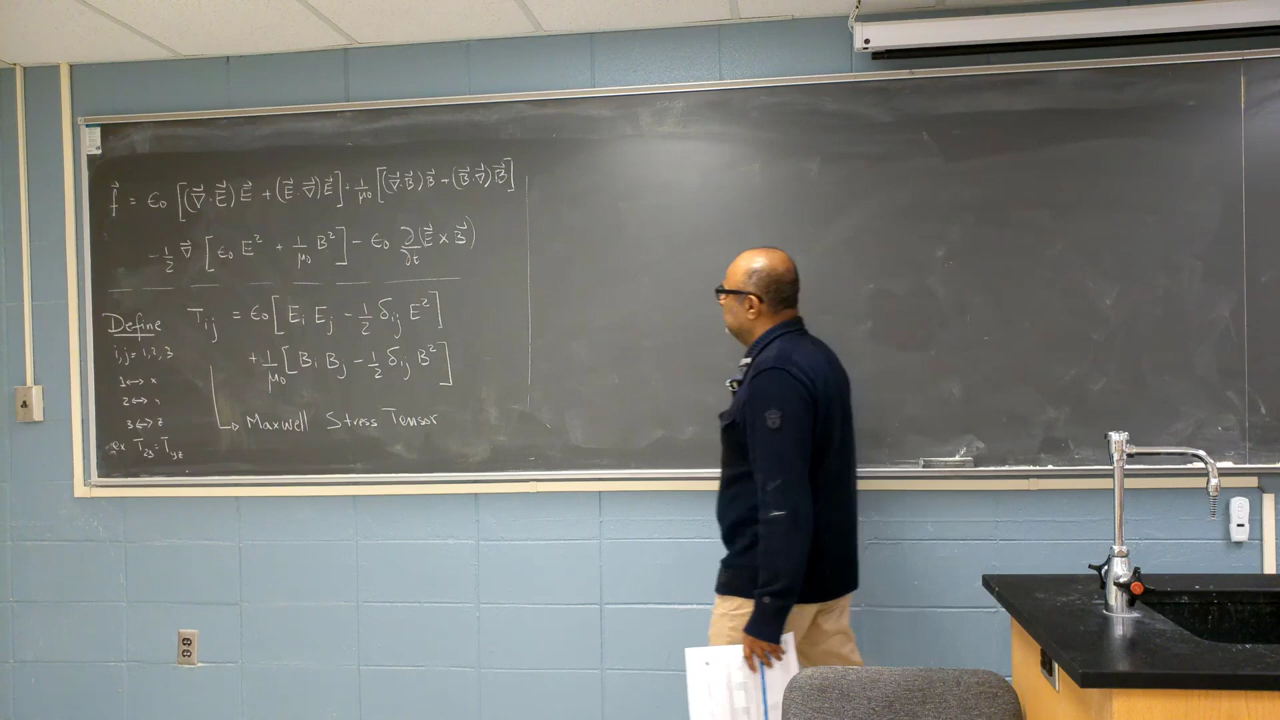 f⃗ = ε₀ [(∇⃗·E⃗)E⃗ + (E⃗·∇⃗)E⃗] + 1/μ₀ [(∇⃗·B⃗)B⃗ + (B⃗·∇⃗)B⃗]
-1/2 ∇⃗ [ε₀ E² + 1/μ₀ B²] - ε₀ ∂/∂t (E⃗ × B⃗)
Define
i,j = 1,2,3
1↔x
2↔y
3↔z
ex T₂₃ = T_yz
T_ij = ε₀[E_i E_j - 1/2 δ_ij E²]
+ 1/μ₀ [B_i B_j - 1/2 δ_ij B²]
↳ Maxwell Stress Tensor